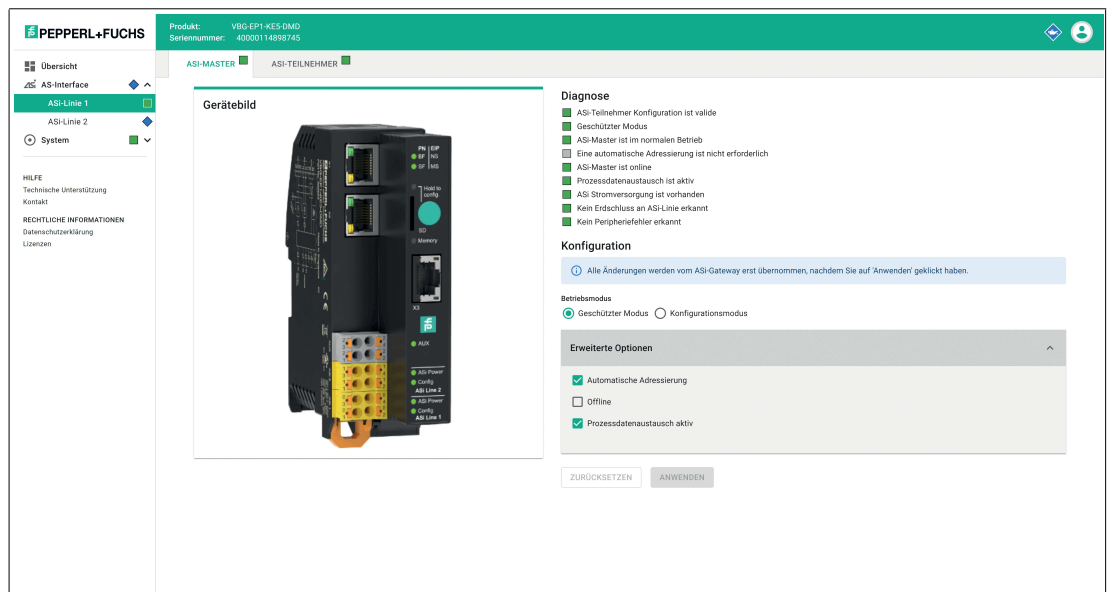 PEPPERL+FUCHS
Produkt: VBG-EP1-KE5-DMD
Seriennummer: 40000114898745
Übersicht
AS-Interface
ASi-Linie 1
ASi-Linie 2
System
HILFE
Technische Unterstützung
Kontakt
RECHTLICHE INFORMATIONEN
Datenschutzerklärung
Lizenzen
ASI-MASTER
ASI-TEILNEHMER
Gerätebild
PN EIP
BF NS
SF MS
Hold to
config.
SD
Memory
X3
AUX
ASi Power
Config
ASi Line 2
ASi Power
Config
ASi Line 1
Diagnose
ASi-Teilnehmer Konfiguration ist valide
Geschützter Modus
ASi-Master ist im normalen Betrieb
Eine automatische Adressierung ist nicht erforderlich
ASi-Master ist online
Prozessdatenaustausch ist aktiv
ASi Stromversorgung ist vorhanden
Kein Erdschluss an ASi-Linie erkannt
Kein Peripheriefehler erkannt
Konfiguration
Alle Änderungen werden vom ASi-Gateway erst übernommen, nachdem Sie auf 'Anwenden' geklickt haben.
Betriebsmodus
Geschützter Modus Konfigurationsmodus
Erweiterte Optionen
Automatische Adressierung
Offline
Prozessdatenaustausch aktiv
ZURÜCKSETZEN ANWENDEN